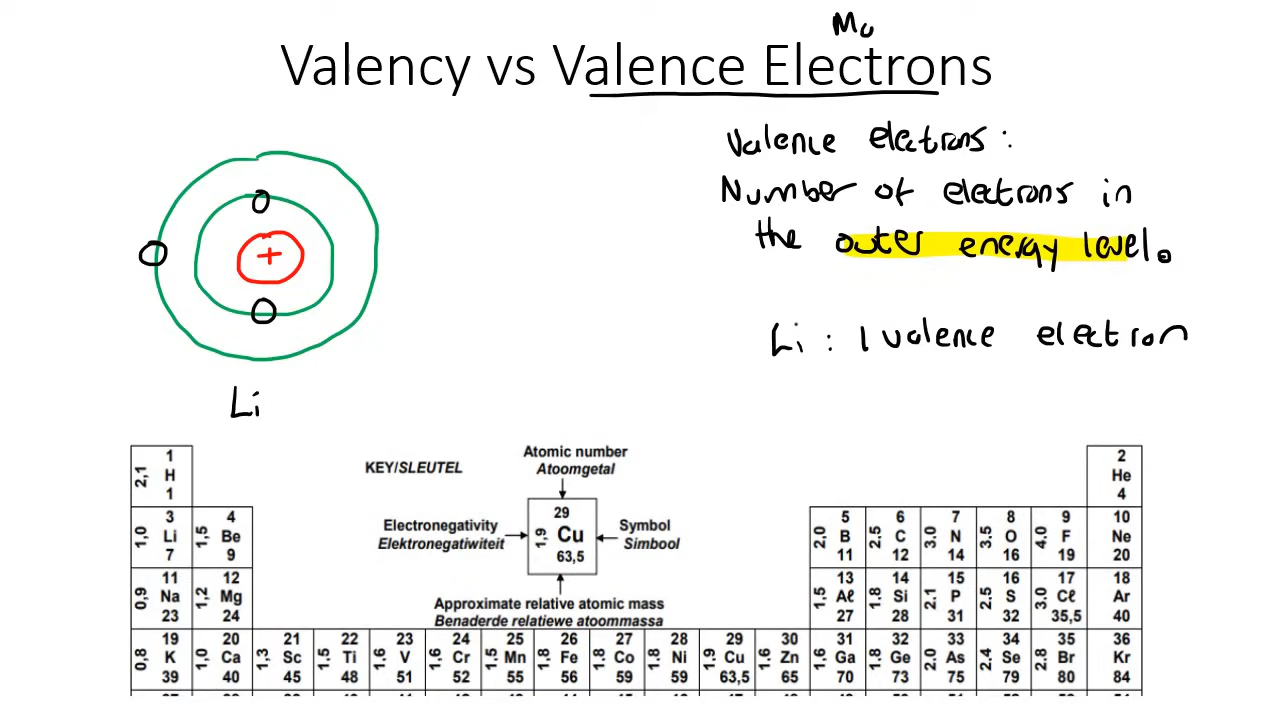 Mo
Valency vs Valence Electrons
Valence electrons :
Number of electrons in
the outer energy level.
+
Li : 1 valence electron
Li
KEY/SLEUTEL
Atomic number
Atoomgetal
Electronegativity
Elektronegatiwiteit
29
1,9 Cu
63,5
Symbol
Simbool
Approximate relative atomic mass
Benaderde relatiewe atoommassa
1 2
2,1 H He
1 4
3 4 5 6 7 8 9 10
1,0 Li 1,5 Be 2,0 B 2,5 C 3,0 N 3,5 O 4,0 F Ne
7 9 11 12 14 16 19 20
11 12 13 14 15 16 17 18
0,9 Na 1,2 Mg 1,5 Aℓ 1,8 Si 2,1 P 2,5 S 3,0 Cℓ Ar
23 24 27 28 31 32 35,5 40
19 20 21 22 23 24 25 26 27 28 29 30 31 32 33 34 35 36
0,8 K 1,0 Ca 1,3 Sc 1,5 Ti 1,6 V 1,6 Cr 1,5 Mn 1,8 Fe 1,8 Co 1,8 Ni 1,9 Cu 1,6 Zn 1,6 Ga 1,8 Ge 2,0 As 2,4 Se 2,8 Br Kr
39 40 45 48 51 52 55 56 59 59 63,5 65 70 73 75 79 80 84